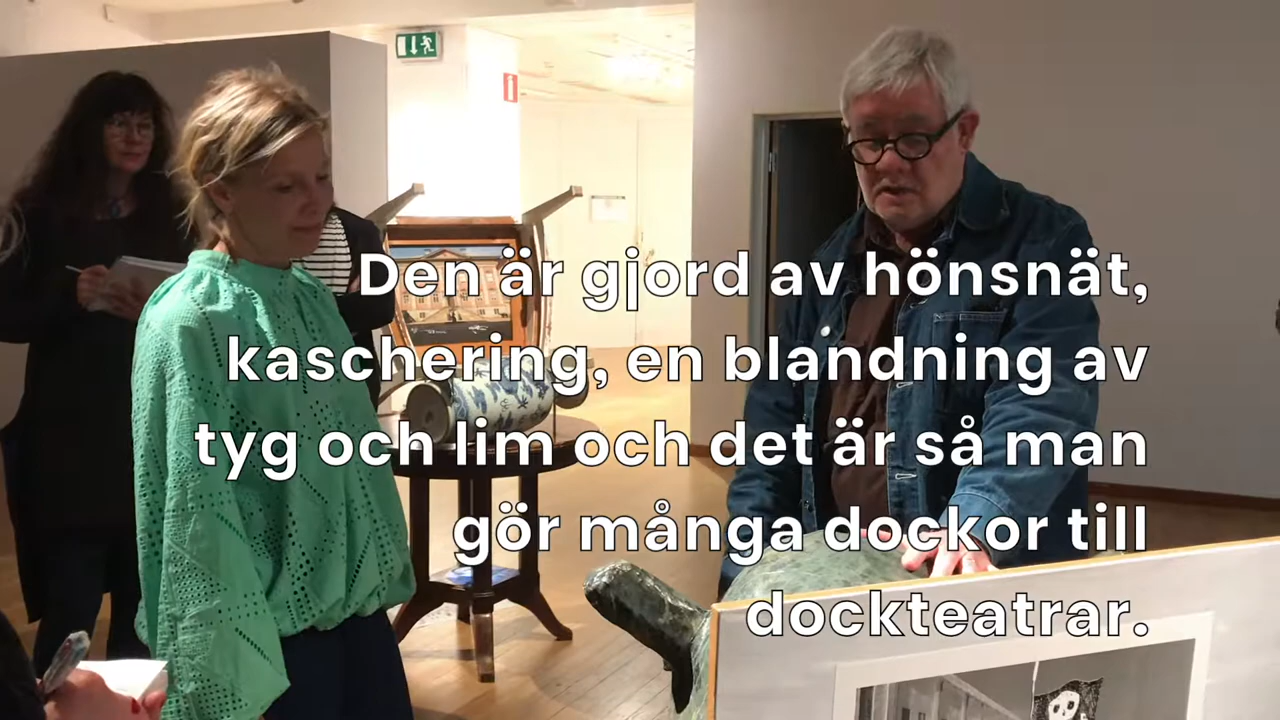 Den är gjord av hönsnät,
kaschering, en blandning av
tyg och lim och det är så man
gör många dockor till
dockteatrar.